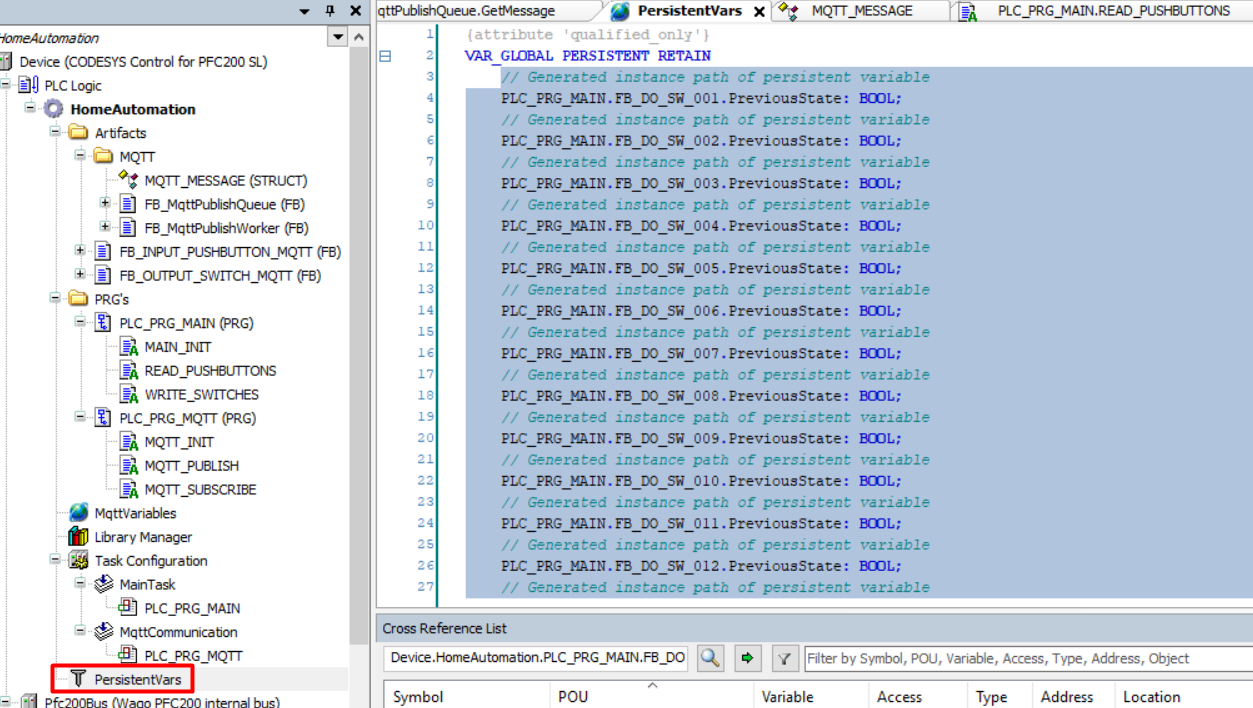 HomeAutomation
Device (CODESYS Control for PFC200 SL)
PLC Logic
HomeAutomation
Artifacts
MQTT
MQTT_MESSAGE (STRUCT)
FB_MqttPublishQueue (FB)
FB_MqttPublishWorker (FB)
FB_INPUT_PUSHBUTTON_MQTT (FB)
FB_OUTPUT_SWITCH_MQTT (FB)
PRG's
PLC_PRG_MAIN (PRG)
MAIN_INIT
READ_PUSHBUTTONS
WRITE_SWITCHES
PLC_PRG_MQTT (PRG)
MQTT_INIT
MQTT_PUBLISH
MQTT_SUBSCRIBE
MqttVariables
Library Manager
Task Configuration
MainTask
PLC_PRG_MAIN
MqttCommunication
PLC_PRG_MQTT
PersistentVars
Pfc200Bus (Wago PFC200 internal bus)
qttPublishQueue.GetMessage PersistentVars MQTT_MESSAGE PLC_PRG_MAIN.READ_PUSHBUTTONS
1 {attribute 'qualified_only'}
2 VAR_GLOBAL PERSISTENT RETAIN
3 // Generated instance path of persistent variable
4 PLC_PRG_MAIN.FB_DO_SW_001.PreviousState: BOOL;
5 // Generated instance path of persistent variable
6 PLC_PRG_MAIN.FB_DO_SW_002.PreviousState: BOOL;
7 // Generated instance path of persistent variable
8 PLC_PRG_MAIN.FB_DO_SW_003.PreviousState: BOOL;
9 // Generated instance path of persistent variable
10 PLC_PRG_MAIN.FB_DO_SW_004.PreviousState: BOOL;
11 // Generated instance path of persistent variable
12 PLC_PRG_MAIN.FB_DO_SW_005.PreviousState: BOOL;
13 // Generated instance path of persistent variable
14 PLC_PRG_MAIN.FB_DO_SW_006.PreviousState: BOOL;
15 // Generated instance path of persistent variable
16 PLC_PRG_MAIN.FB_DO_SW_007.PreviousState: BOOL;
17 // Generated instance path of persistent variable
18 PLC_PRG_MAIN.FB_DO_SW_008.PreviousState: BOOL;
19 // Generated instance path of persistent variable
20 PLC_PRG_MAIN.FB_DO_SW_009.PreviousState: BOOL;
21 // Generated instance path of persistent variable
22 PLC_PRG_MAIN.FB_DO_SW_010.PreviousState: BOOL;
23 // Generated instance path of persistent variable
24 PLC_PRG_MAIN.FB_DO_SW_011.PreviousState: BOOL;
25 // Generated instance path of persistent variable
26 PLC_PRG_MAIN.FB_DO_SW_012.PreviousState: BOOL;
27 // Generated instance path of persistent variable
Cross Reference List
Device.HomeAutomation.PLC_PRG_MAIN.FB_DO Filter by Symbol, POU, Variable, Access, Type, Address, Object
Symbol POU Variable Access Type Address Location